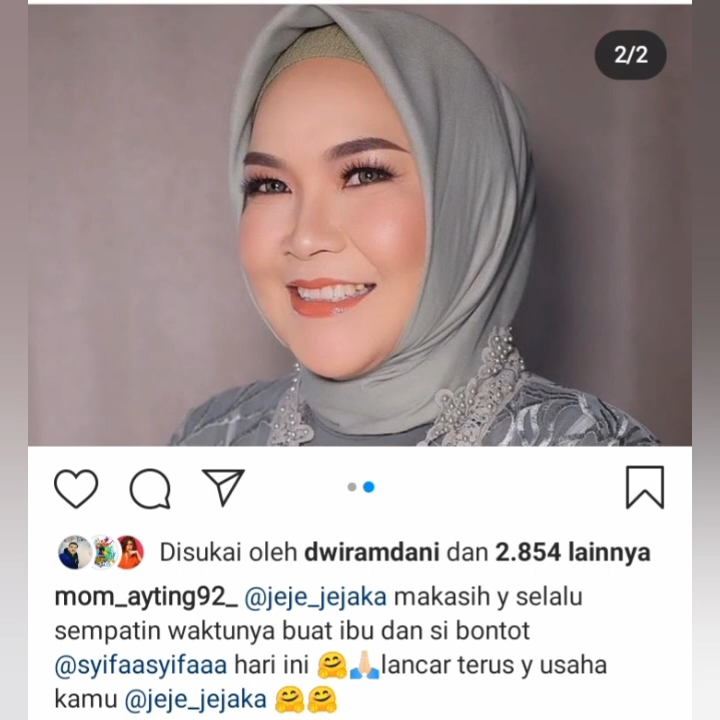 2/2
Disukai oleh dwiramdani dan 2.854 lainnya
mom_ayting92_ @jeje_jejaka makasih y selalu
sempatin waktunya buat ibu dan si bontot
@syifaasyifaaa hari ini 🤗🙏🏻lancar terus y usaha
kamu @jeje_jejaka 🤗🤗